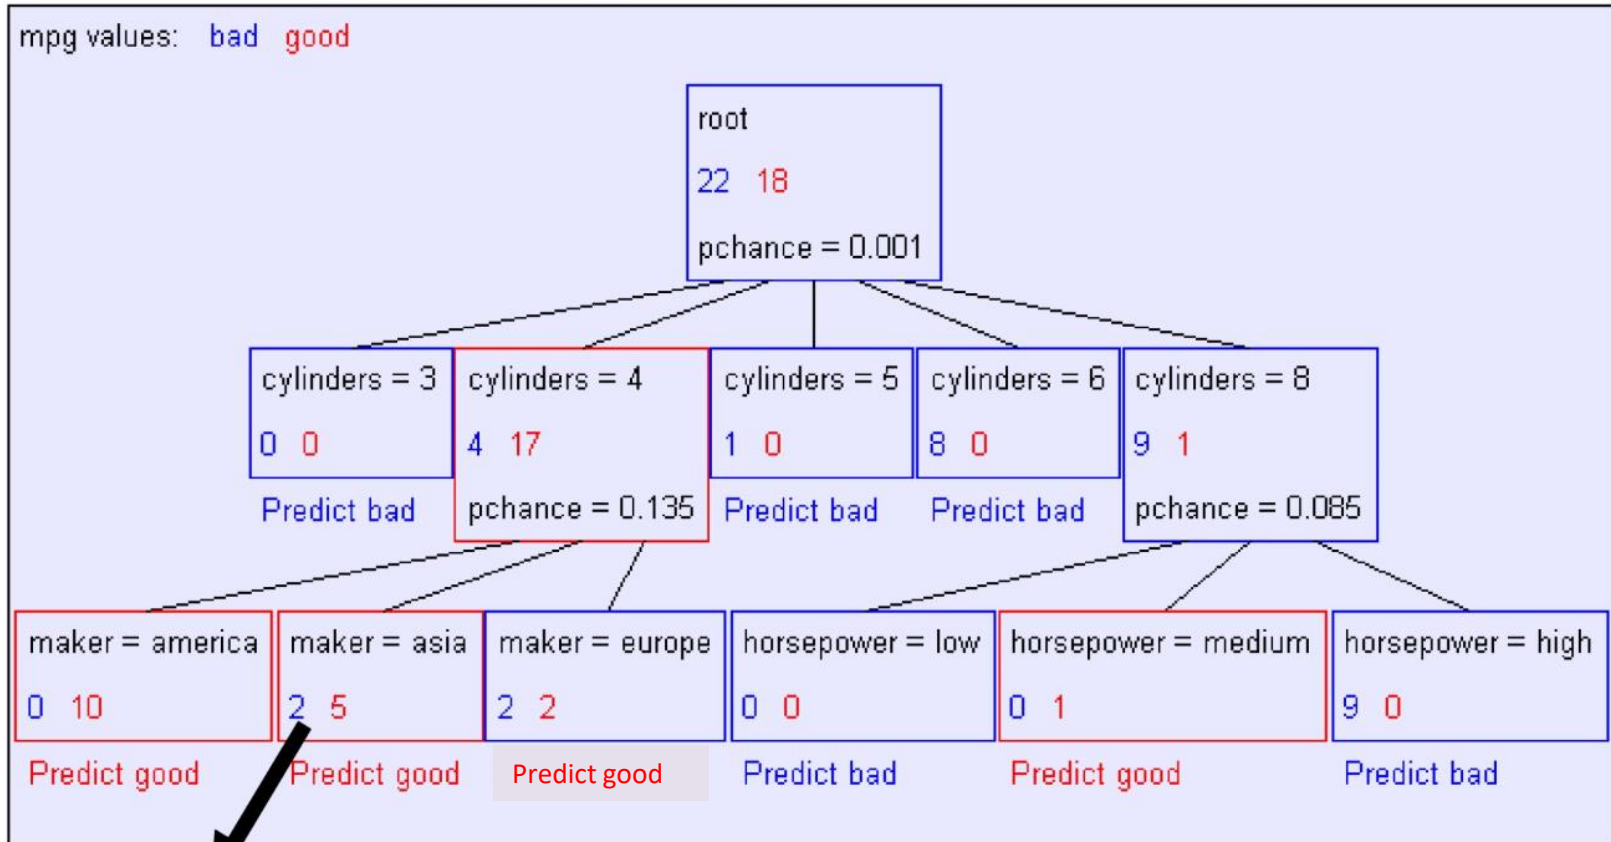 mpg values: bad good
root
22 18
pchance = 0.001
cylinders = 3
0 0
Predict bad
cylinders = 4
4 17
pchance = 0.135
cylinders = 5
1 0
Predict bad
cylinders = 6
8 0
Predict bad
cylinders = 8
9 1
pchance = 0.085
maker = america
0 10
Predict good
maker = asia
2 5
Predict good
maker = europe
2 2
Predict good
horsepower = low
0 0
Predict bad
horsepower = medium
0 1
Predict good
horsepower = high
9 0
Predict bad